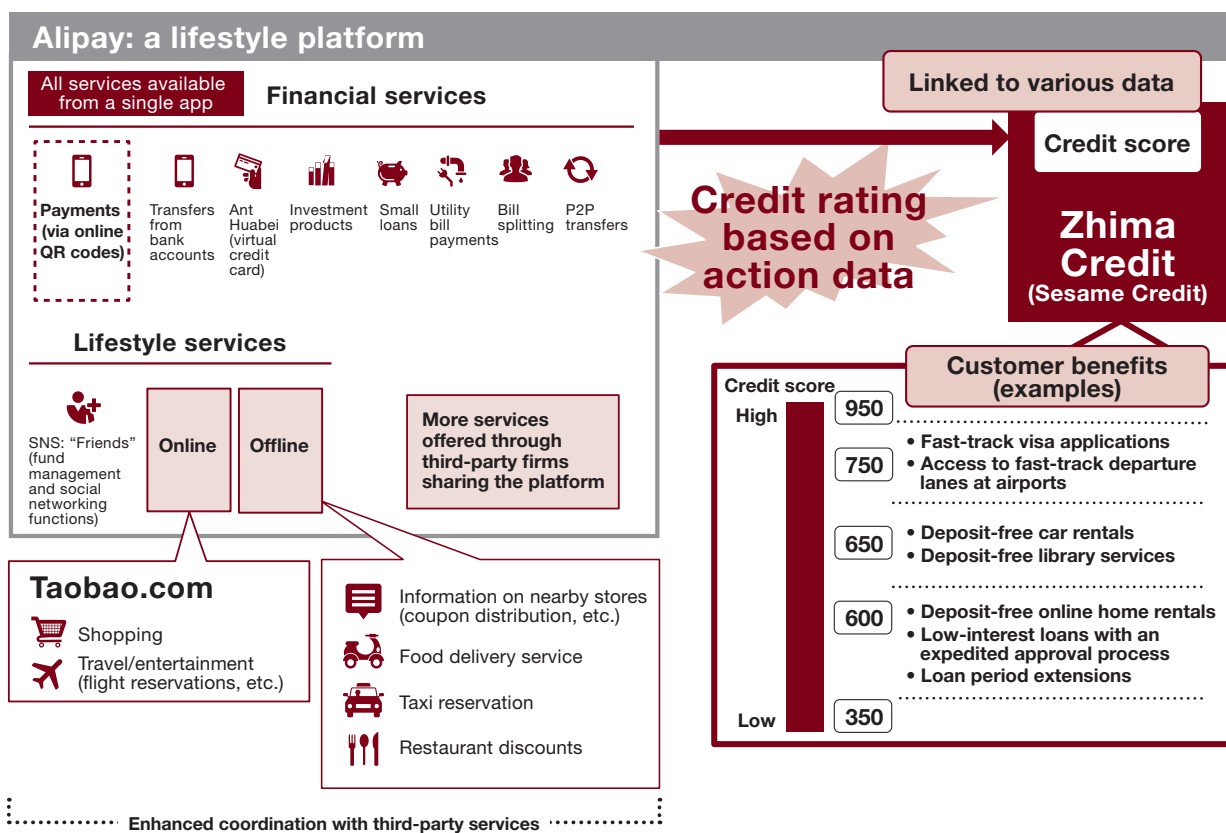 Alipay: a lifestyle platform
All services available
from a single app
Financial services
Payments
(via online
QR codes)
Transfers
from
bank
accounts
Ant
Huabei
(virtual
credit
card)
Investment
products
Small
loans
Utility
bill
payments
Bill
splitting
P2P
transfers
Lifestyle services
SNS: “Friends”
(fund
management
and social
networking
functions)
Online
Offline
More services
offered through
third-party firms
sharing the platform
Taobao.com
Shopping
Travel/entertainment
(flight reservations, etc.)
Information on nearby stores
(coupon distribution, etc.)
Food delivery service
Taxi reservation
Restaurant discounts
Enhanced coordination with third-party services
Credit rating
based on
action data
Linked to various data
Credit score
Zhima
Credit
(Sesame Credit)
Customer benefits
(examples)
Credit score
High
950
750
• Fast-track visa applications
• Access to fast-track departure
lanes at airports
650
• Deposit-free car rentals
• Deposit-free library services
600
• Deposit-free online home rentals
• Low-interest loans with an
expedited approval process
• Loan period extensions
Low
350